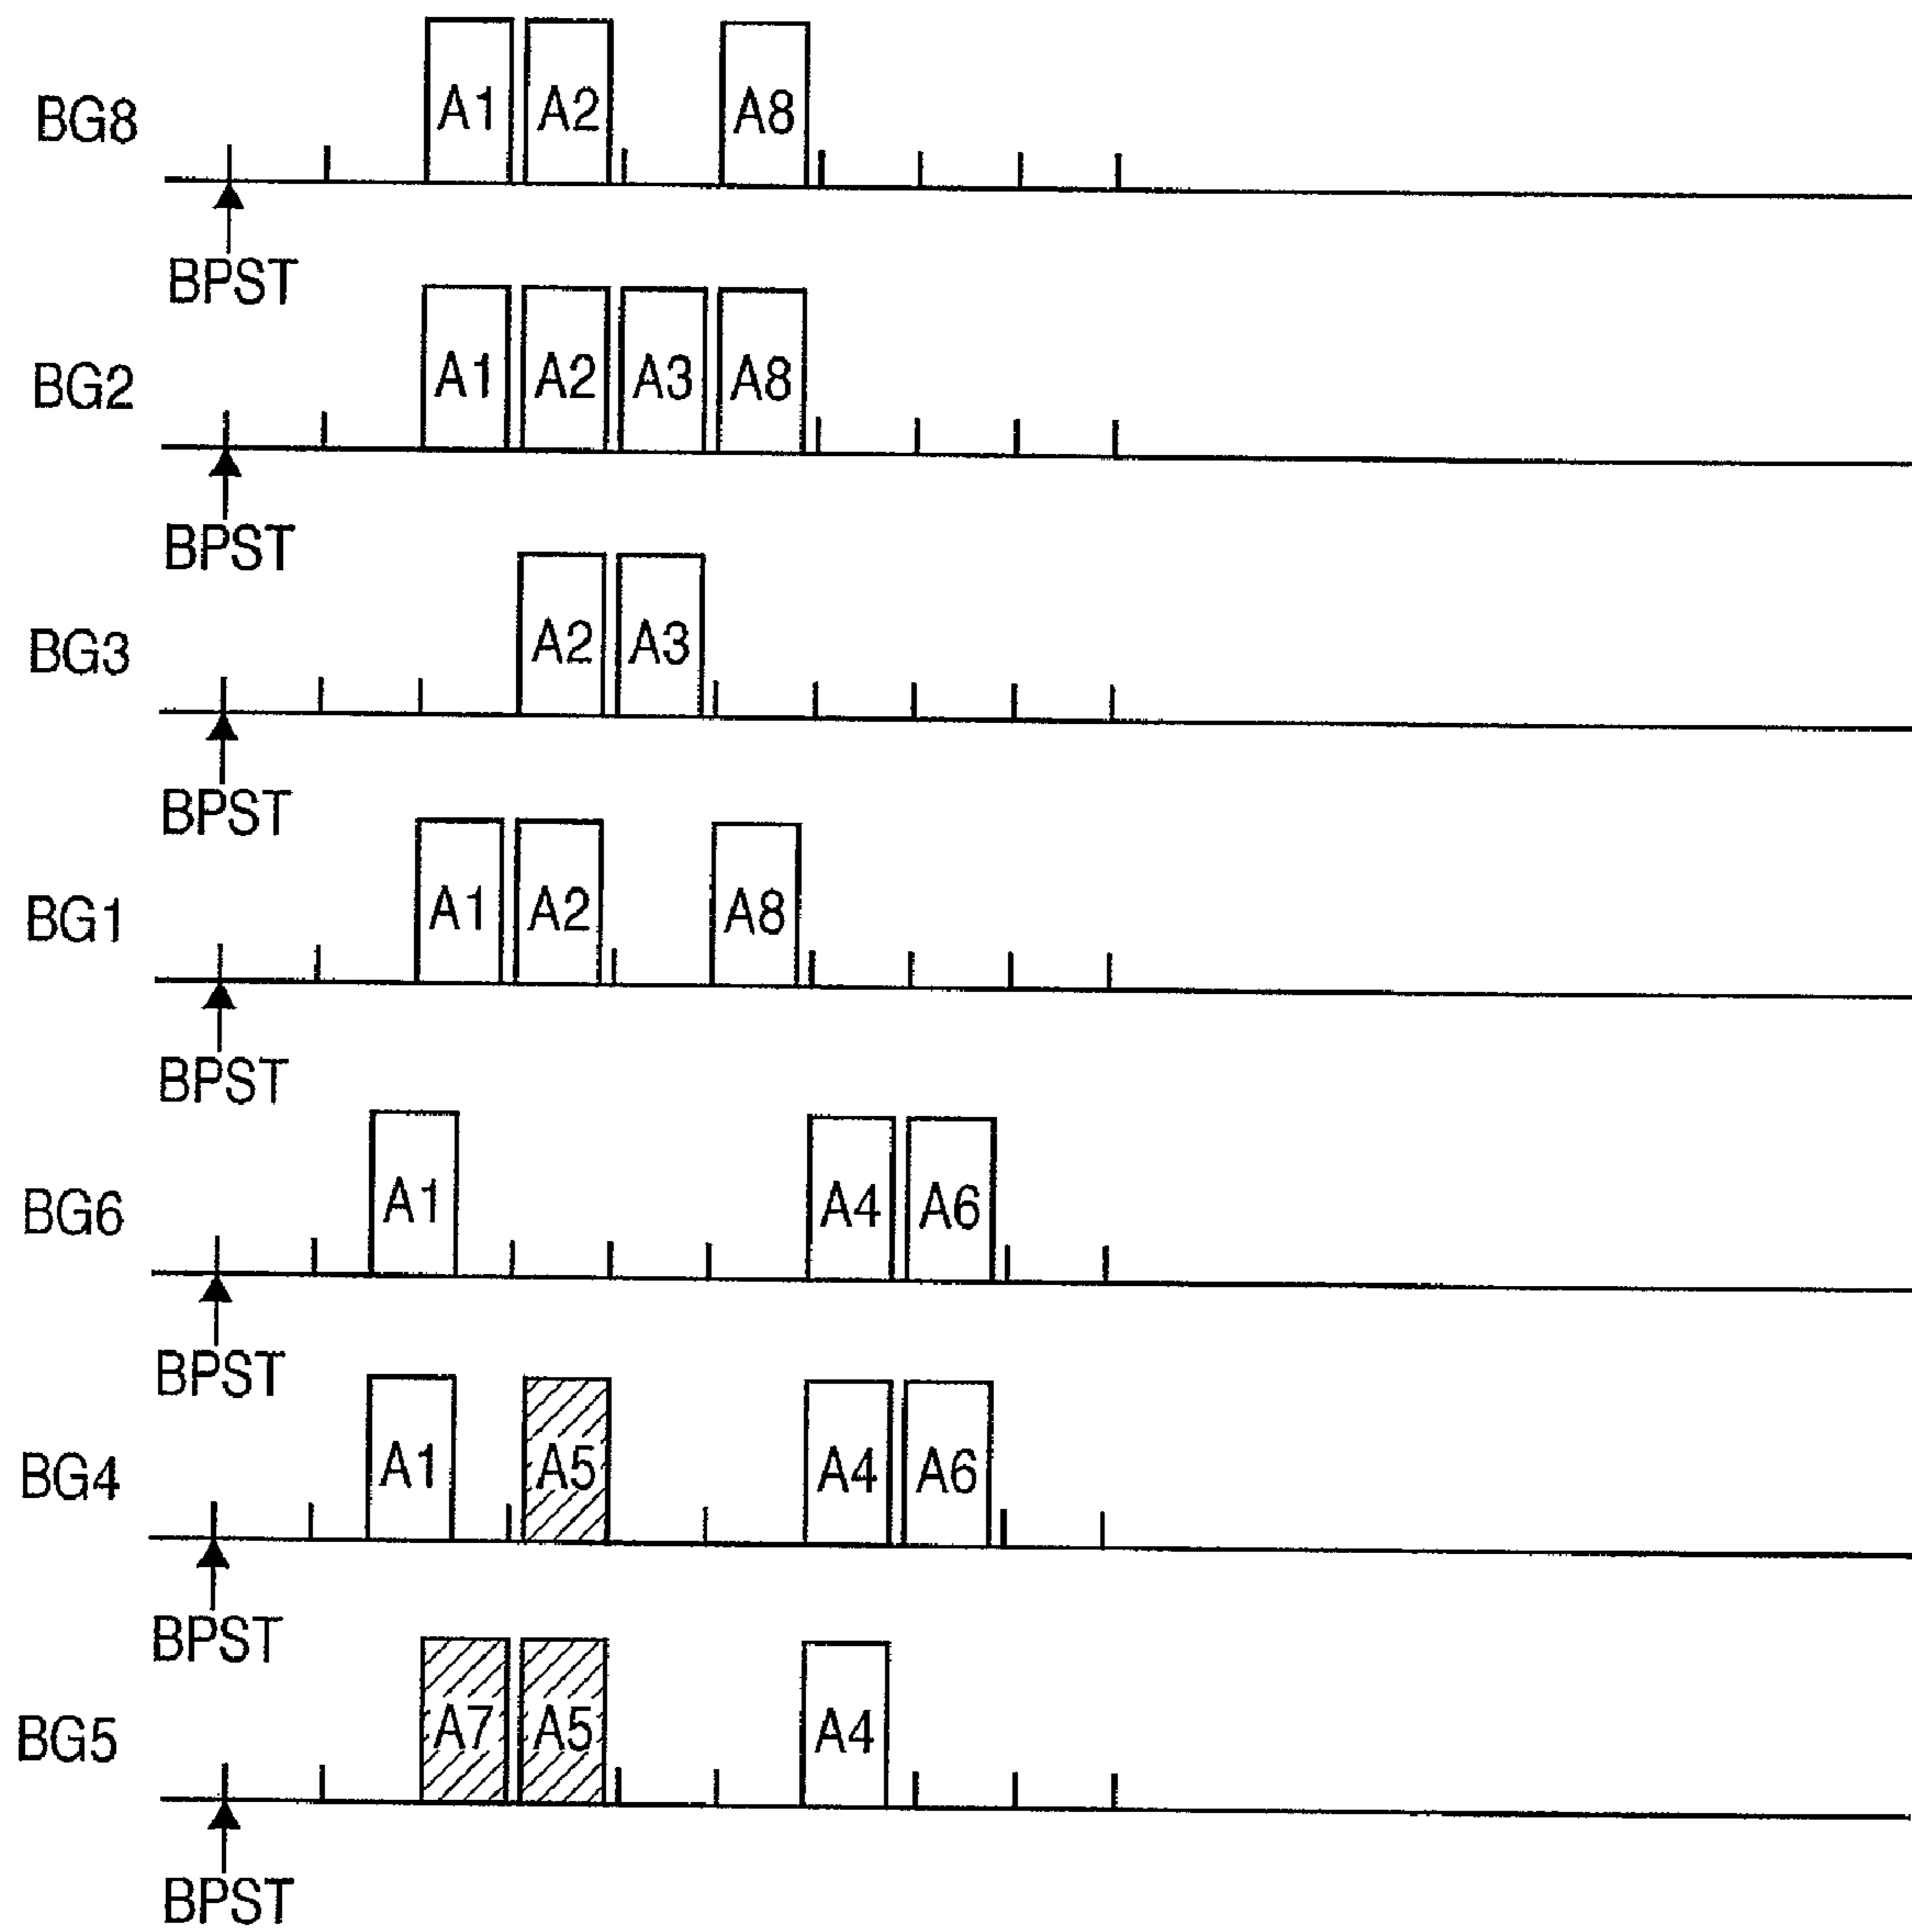 BG8 A1 A2 A8
BPST
BG2 A1 A2 A3 A8
BPST
BG3 A2 A3
BPST
BG1 A1 A2 A8
BPST
BG6 A1 A4 A6
BPST
BG4 A1 A5 A4 A6
BPST
BG5 A7 A5 A4
BPST